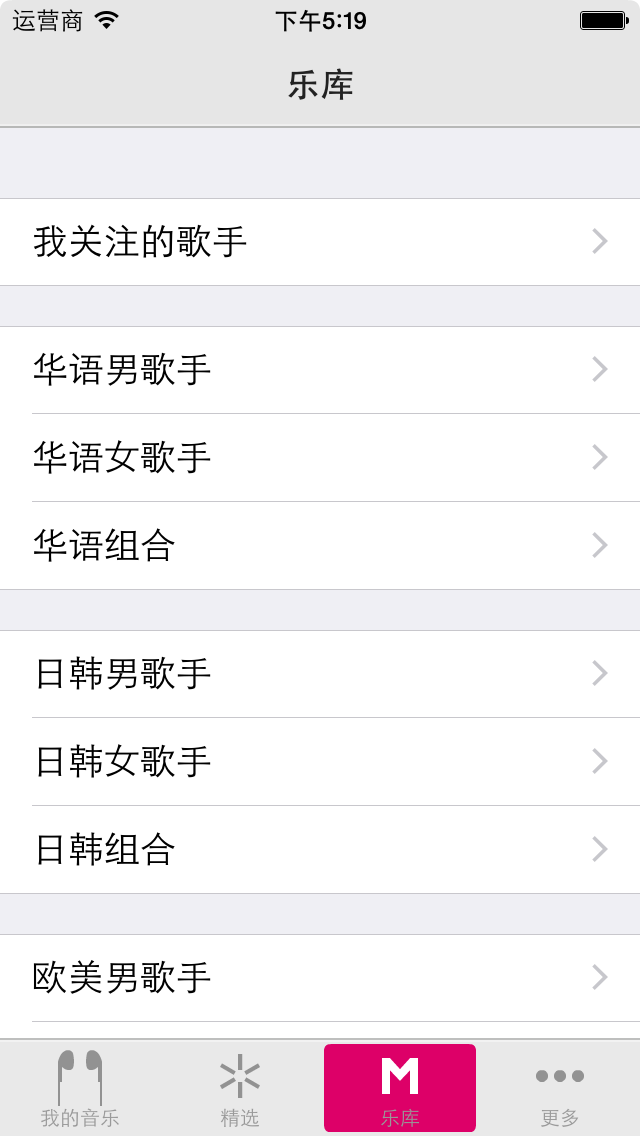 运营商 下午5:19
乐库
我关注的歌手
华语男歌手
华语女歌手
华语组合
日韩男歌手
日韩女歌手
日韩组合
欧美男歌手
我的音乐 精选 乐库 更多